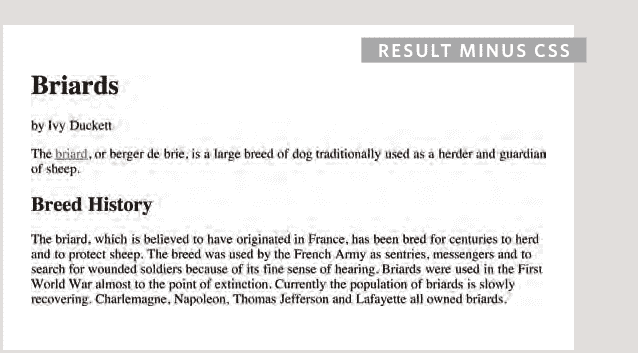 RESULT MINUS CSS
Briards
by Ivy Duckett
The briard, or berger de brie, is a large breed of dog traditionally used as a herder and guardian
of sheep.
Breed History
The briard, which is believed to have originated in France, has been bred for centuries to herd
and to protect sheep. The breed was used by the French Army as sentries, messengers and to
search for wounded soldiers because of its fine sense of hearing. Briards were used in the First
World War almost to the point of extinction. Currently the population of briards is slowly
recovering. Charlemagne, Napoleon, Thomas Jefferson and Lafayette all owned briards.